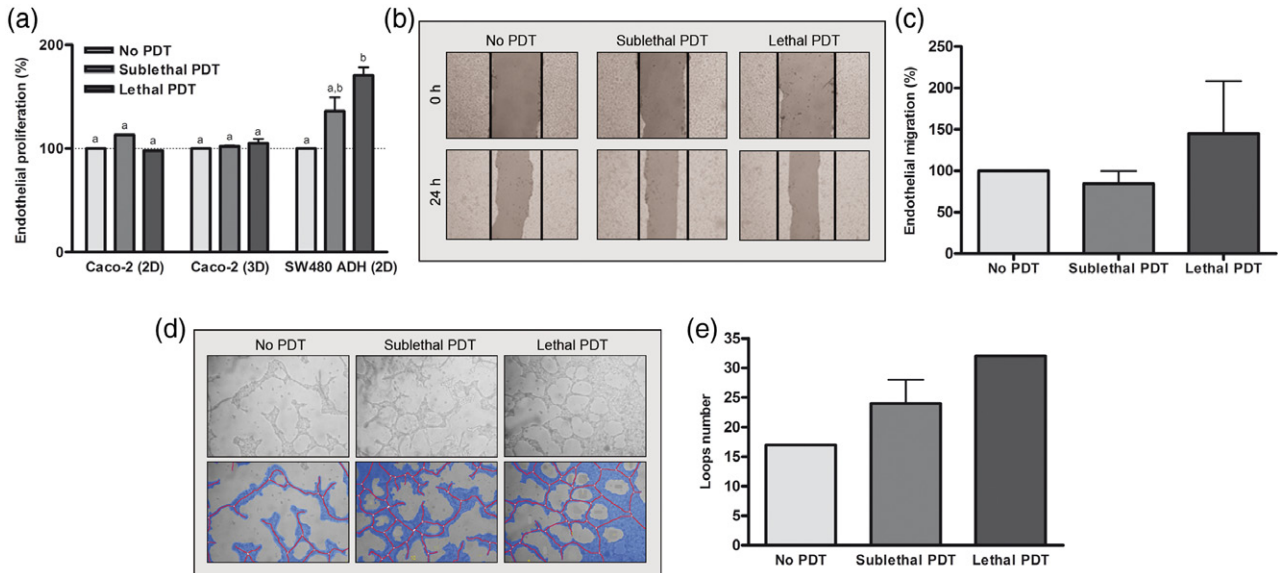 (a)
No PDT
Sublethal PDT
Lethal PDT
Endothelial proliferation (%)
200
100
0
a
a
a
a
a
a
a
a,b
b
Caco-2 (2D)
Caco-2 (3D)
SW480 ADH (2D)
(b)
No PDT
Sublethal PDT
Lethal PDT
0 h
24 h
(c)
Endothelial migration (%)
250
200
150
100
50
0
No PDT
Sublethal PDT
Lethal PDT
(d)
No PDT
Sublethal PDT
Lethal PDT
(e)
Loops number
35
30
25
20
15
10
5
0
No PDT
Sublethal PDT
Lethal PDT